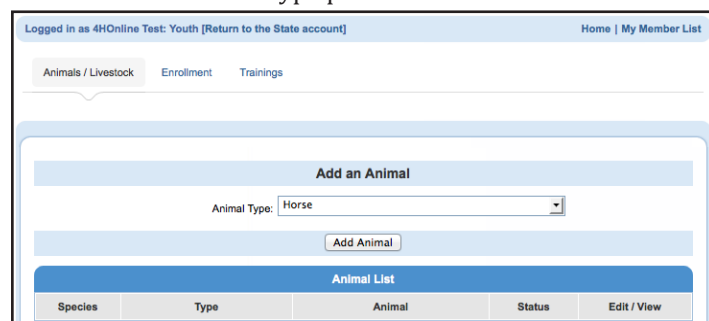 Logged in as 4HOnline Test: Youth [Return to the State account] Home | My Member List
Animals / Livestock Enrollment Trainings
Add an Animal
Animal Type: Horse
Add Animal
Animal List
Species Type Animal Status Edit / View